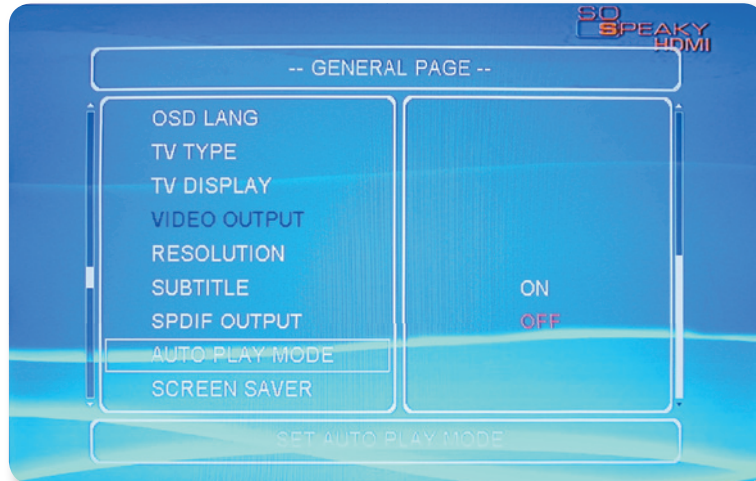 SO
SPEAKY
HDMI
-- GENERAL PAGE --
OSD LANG
TV TYPE
TV DISPLAY
VIDEO OUTPUT
RESOLUTION
SUBTITLE
ON
SPDIF OUTPUT
OFF
AUTO PLAY MODE
SCREEN SAVER
SET AUTO PLAY MODE